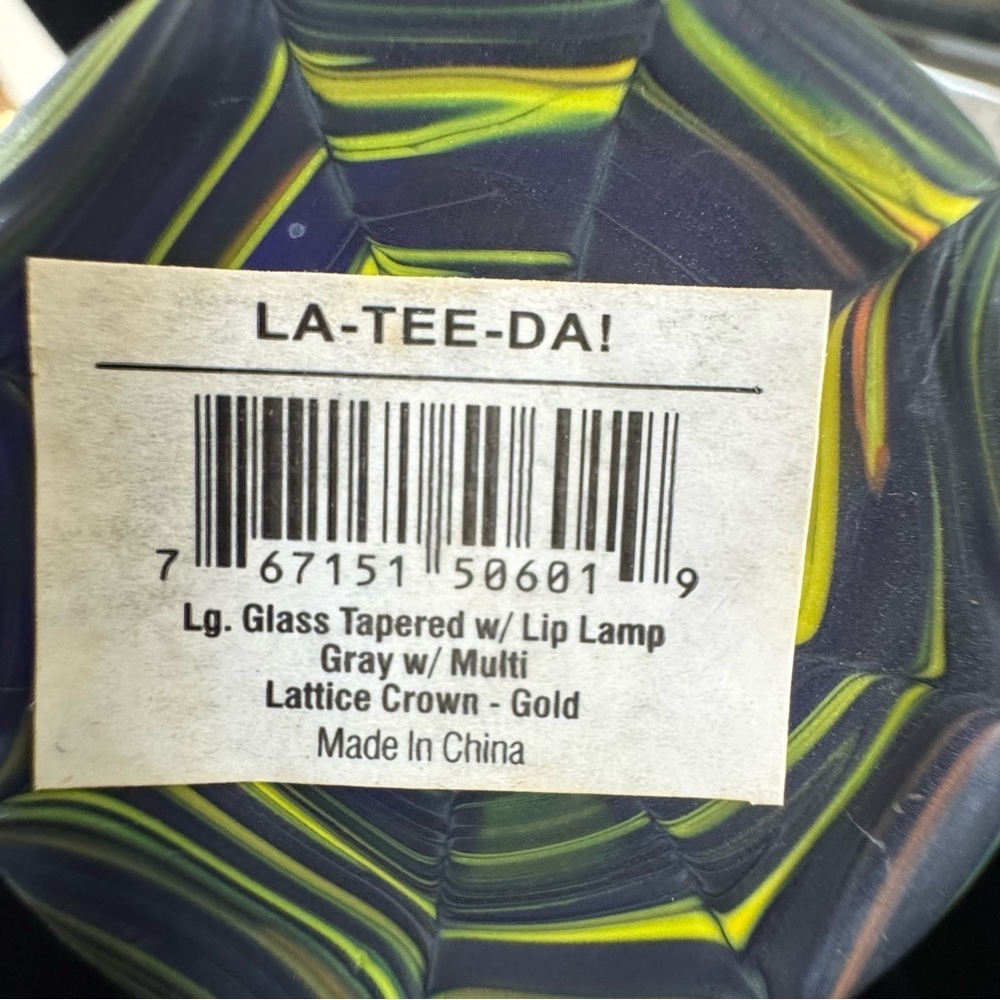 LA-TEE-DA!
7 67151 50601 9
Lg. Glass Tapered w/ Lip Lamp
Gray w/ Multi
Lattice Crown - Gold
Made In China